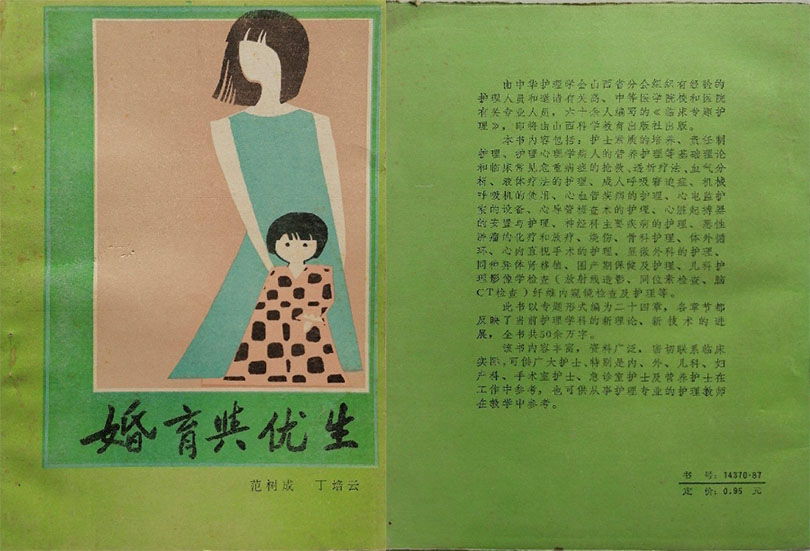 婚育与优生
范树成 丁培云
由中华护理学会山西省分会组织有经验的
护理人员和邀请有关高、中等医学院校和医院
有关专业人员，六十余人编写的《临床专题护
理》，即将由山西科学教育出版社出版。
本书内容包括：护士素质的培养、责任制
护理、护理心理学病人的营养护理等基础理论
和临床常见危重病症的抢救、透析疗法、血气分
析、液体疗法的护理、成人呼吸窘迫症、机械
呼吸机的使用、心血管疾病的护理、心电监护
室的设备、心导管检查术的护理、心脏起搏器
的安置与护理、神经科主要疾病的护理、恶性
肿瘤的化疗和放疗、烧伤、骨科护理、体外循
环、心内直视手术的护理、显微外科的护理、
同种异体肾移植、围产期保健及护理、儿科护
理影像学检查（放射线造影、同位素检查、脑
CT检查）纤维内窥镜检查及护理等。
此书以专题形式编为二十四章，各章节都
反映了当前护理学科的新理论、新技术的进
展，全书共50余万字。
该书内容丰富，资料广泛，密切联系临床
实际，可供广大护士、特别是内、外、儿科、妇
产科、手术室护士、急诊室护士及营养护士在
工作中参考，也可供从事护理专业的护理教师
在教学中参考。
书 号：14370·87
定 价：0.95 元